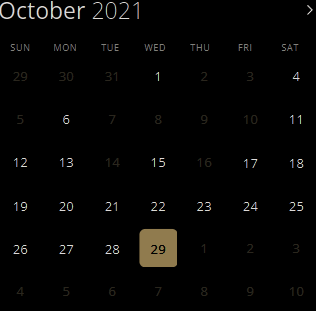 October 2021 >
SUN MON TUE WED THU FRI SAT
29 30 31 1 2 3 4
5 6 7 8 9 10 11
12 13 14 15 16 17 18
19 20 21 22 23 24 25
26 27 28 29 1 2 3
4 5 6 7 8 9 10